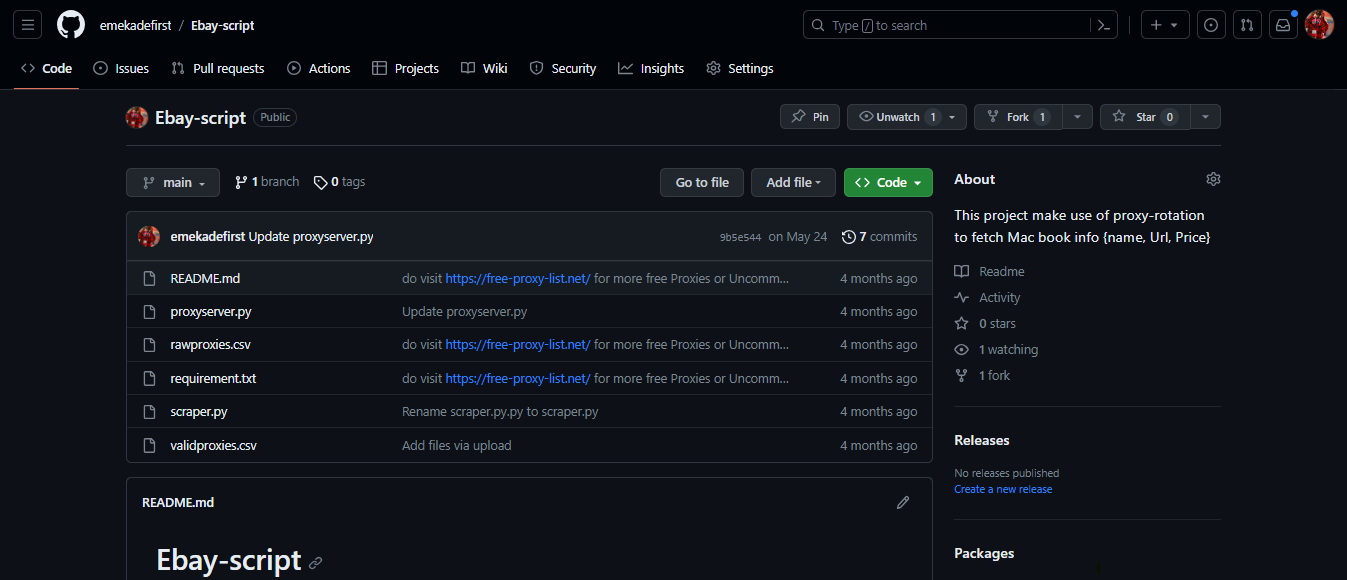 emekadefirst / Ebay-script
Type / to search
Code Issues Pull requests Actions Projects Wiki Security Insights Settings
Ebay-script Public Pin Unwatch 1 Fork 1 Star 0
main 1 branch 0 tags Go to file Add file Code
emekadefirst Update proxyserver.py 9b5e544 on May 24 7 commits
README.md do visit https://free-proxy-list.net/ for more free Proxies or Uncomm... 4 months ago
proxyserver.py Update proxyserver.py 4 months ago
rawproxies.csv do visit https://free-proxy-list.net/ for more free Proxies or Uncomm... 4 months ago
requirement.txt do visit https://free-proxy-list.net/ for more free Proxies or Uncomm... 4 months ago
scraper.py Rename scraper.py.py to scraper.py 4 months ago
validproxies.csv Add files via upload 4 months ago
README.md
Ebay-script
About
This project make use of proxy-rotation
to fetch Mac book info {name, Url, Price}
Readme
Activity
0 stars
1 watching
1 fork
Releases
No releases published
Create a new release
Packages